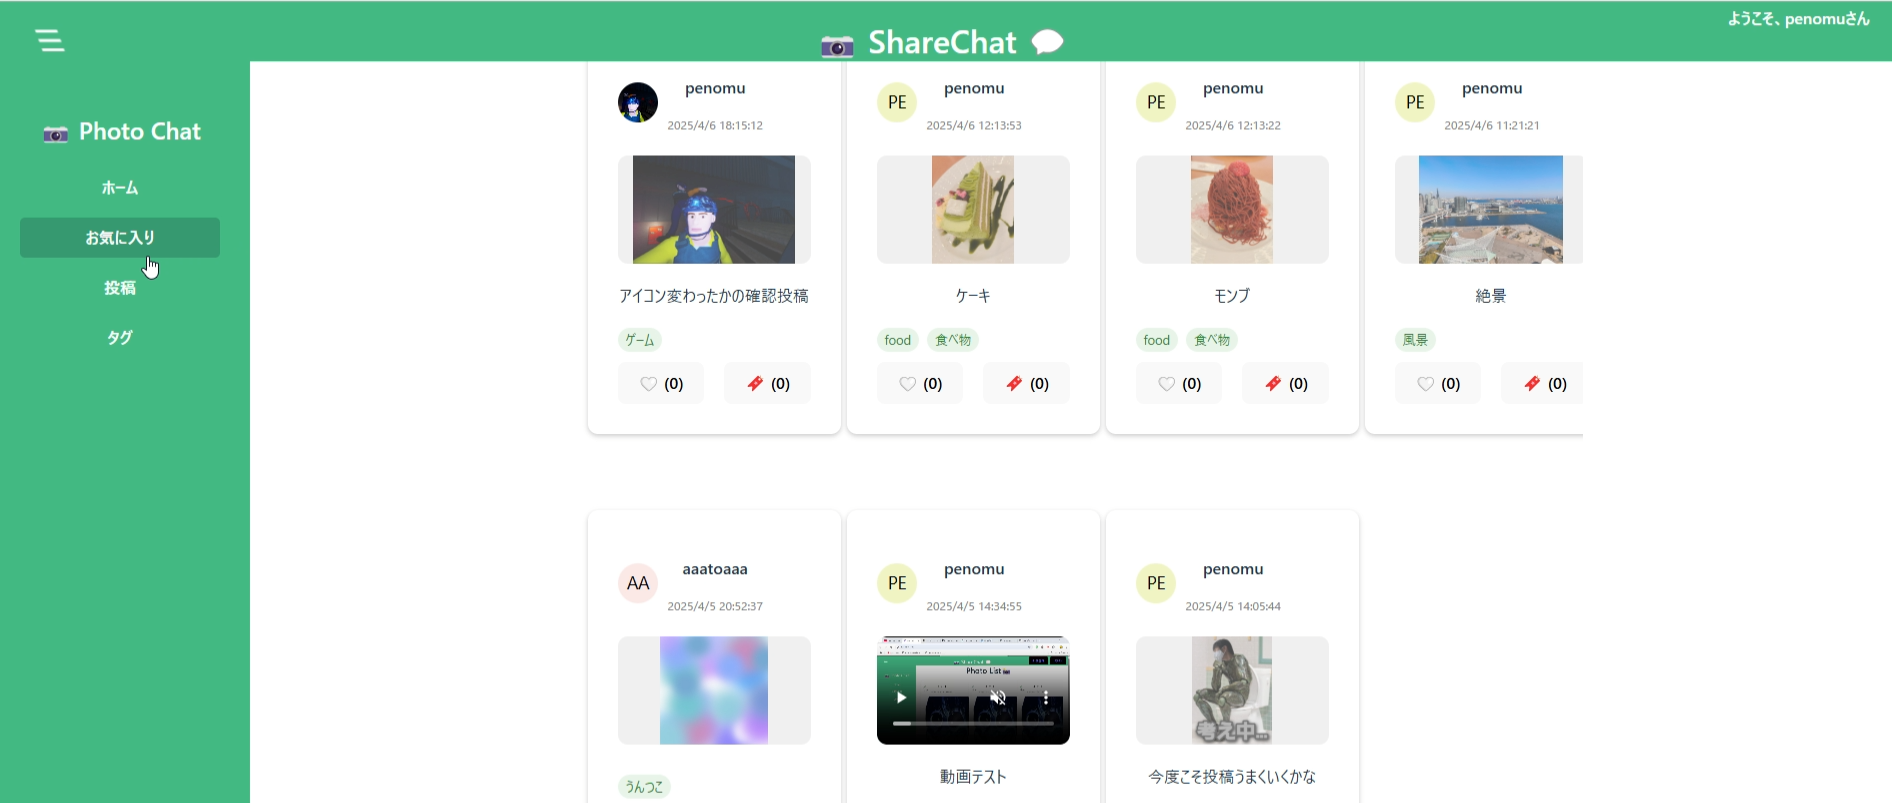 ようこそ、penomuさん
ShareChat
Photo Chat
ホーム
お気に入り
投稿
タグ
penomu
2025/4/6 18:15:12
アイコン変わったかの確認投稿
ゲーム
(0) (0)
PE penomu
2025/4/6 12:13:53
ケーキ
food 食べ物
(0) (0)
PE penomu
2025/4/6 12:13:22
モンブ
food 食べ物
(0) (0)
PE penomu
2025/4/6 11:21:21
絶景
風景
(0) (0)
AA aaatoaaa
2025/4/5 20:52:37
うんつこ
PE penomu
2025/4/5 14:34:55
Photo List
動画テスト
PE penomu
2025/4/5 14:05:44
考え中...
今度こそ投稿うまくいくかな